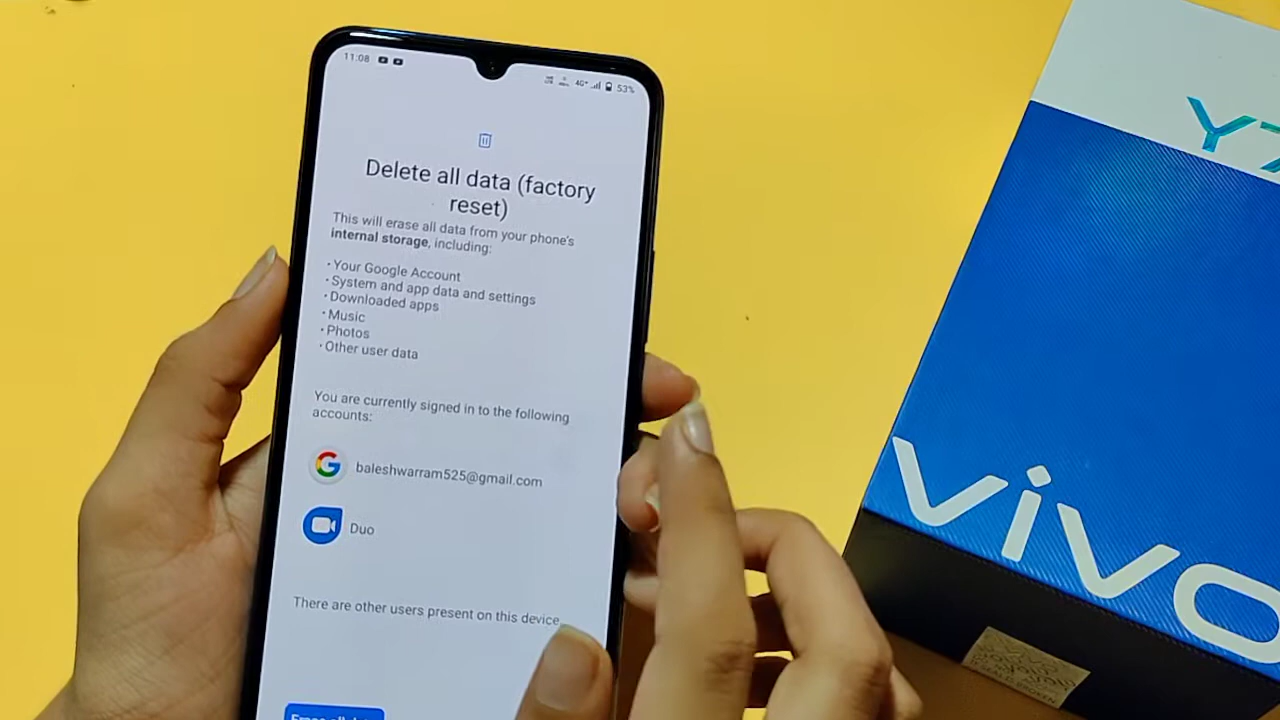 11:08
4G+
53%
Delete all data (factory
reset)
This will erase all data from your phone's
internal storage, including:
· Your Google Account
· System and app data and settings
· Downloaded apps
· Music
· Photos
· Other user data
You are currently signed in to the following
accounts:
baleshwarram525@gmail.com
Duo
There are other users present on this device.
vivo